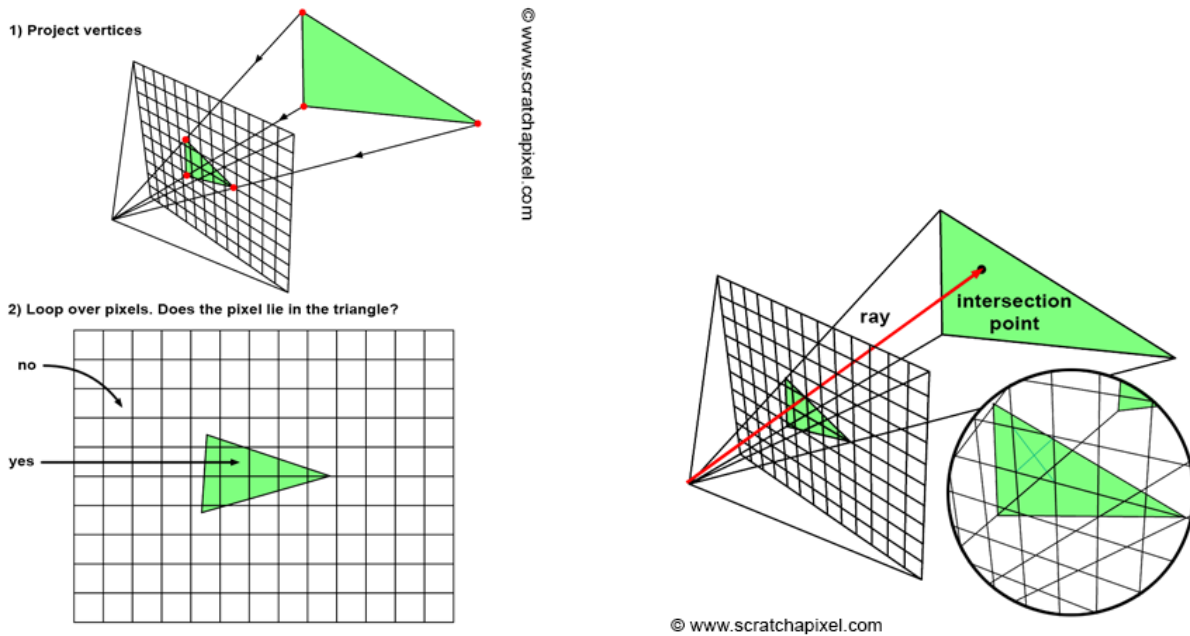 1) Project vertices
© www.scratchapixel.com
2) Loop over pixels. Does the pixel lie in the triangle?
no
yes
ray
intersection
point
© www.scratchapixel.com